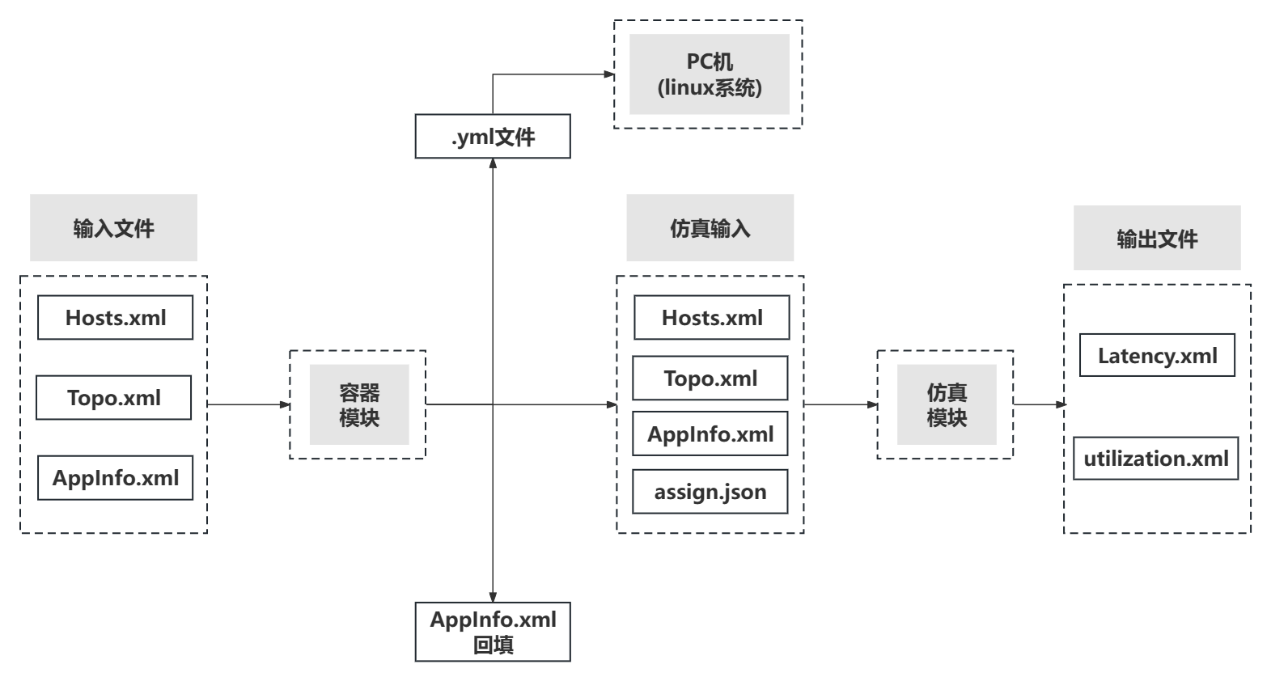 PC机
(linux系统)
.yml文件
输入文件
Hosts.xml
Topo.xml
AppInfo.xml
容器
模块
仿真输入
Hosts.xml
Topo.xml
AppInfo.xml
assign.json
仿真
模块
输出文件
Latency.xml
utilization.xml
AppInfo.xml
回填